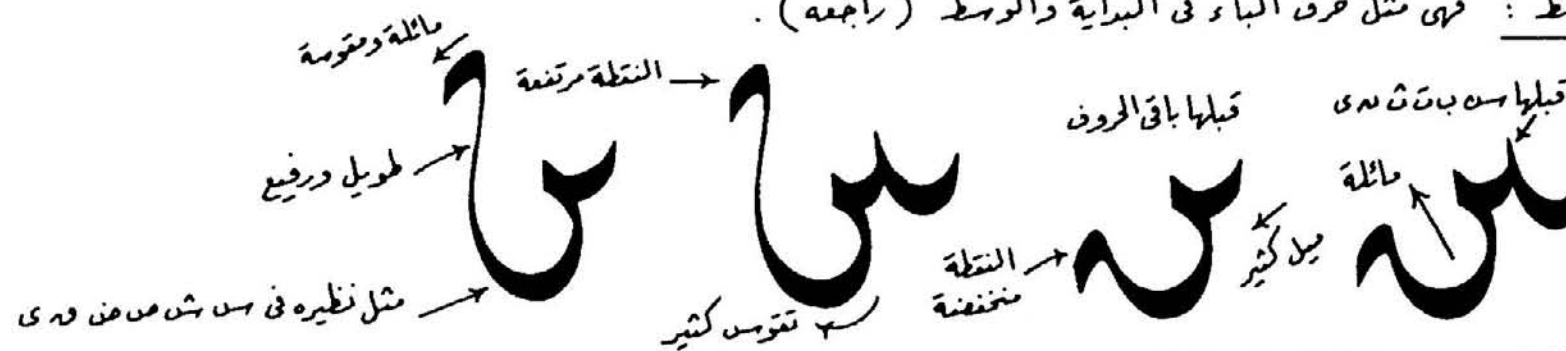 ط : فهى مثل حرف الباء فى البداية والوسط (راجعه).
قبلها س ب ت ث ن ى
مائلة
قبلها باقى الحروف
ميل كثير
النقطة منخفضة
النقطة مرتفعة
تقوس كثير
مائلة ومقوسة
طويل ورفيع
مثل نظيره فى س ش ص ض ق ى